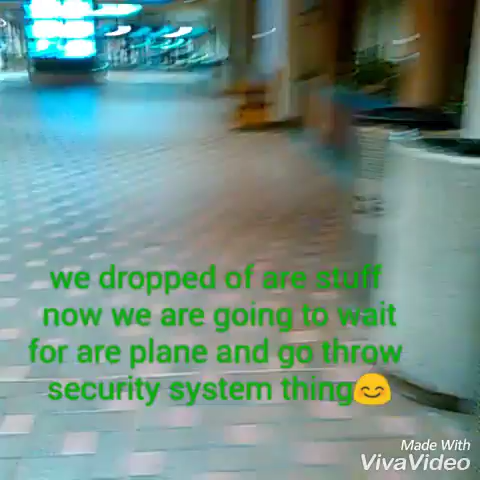 we dropped of are stuff
now we are going to wait
for are plane and go throw
security system thing😊
Made With
VivaVideo